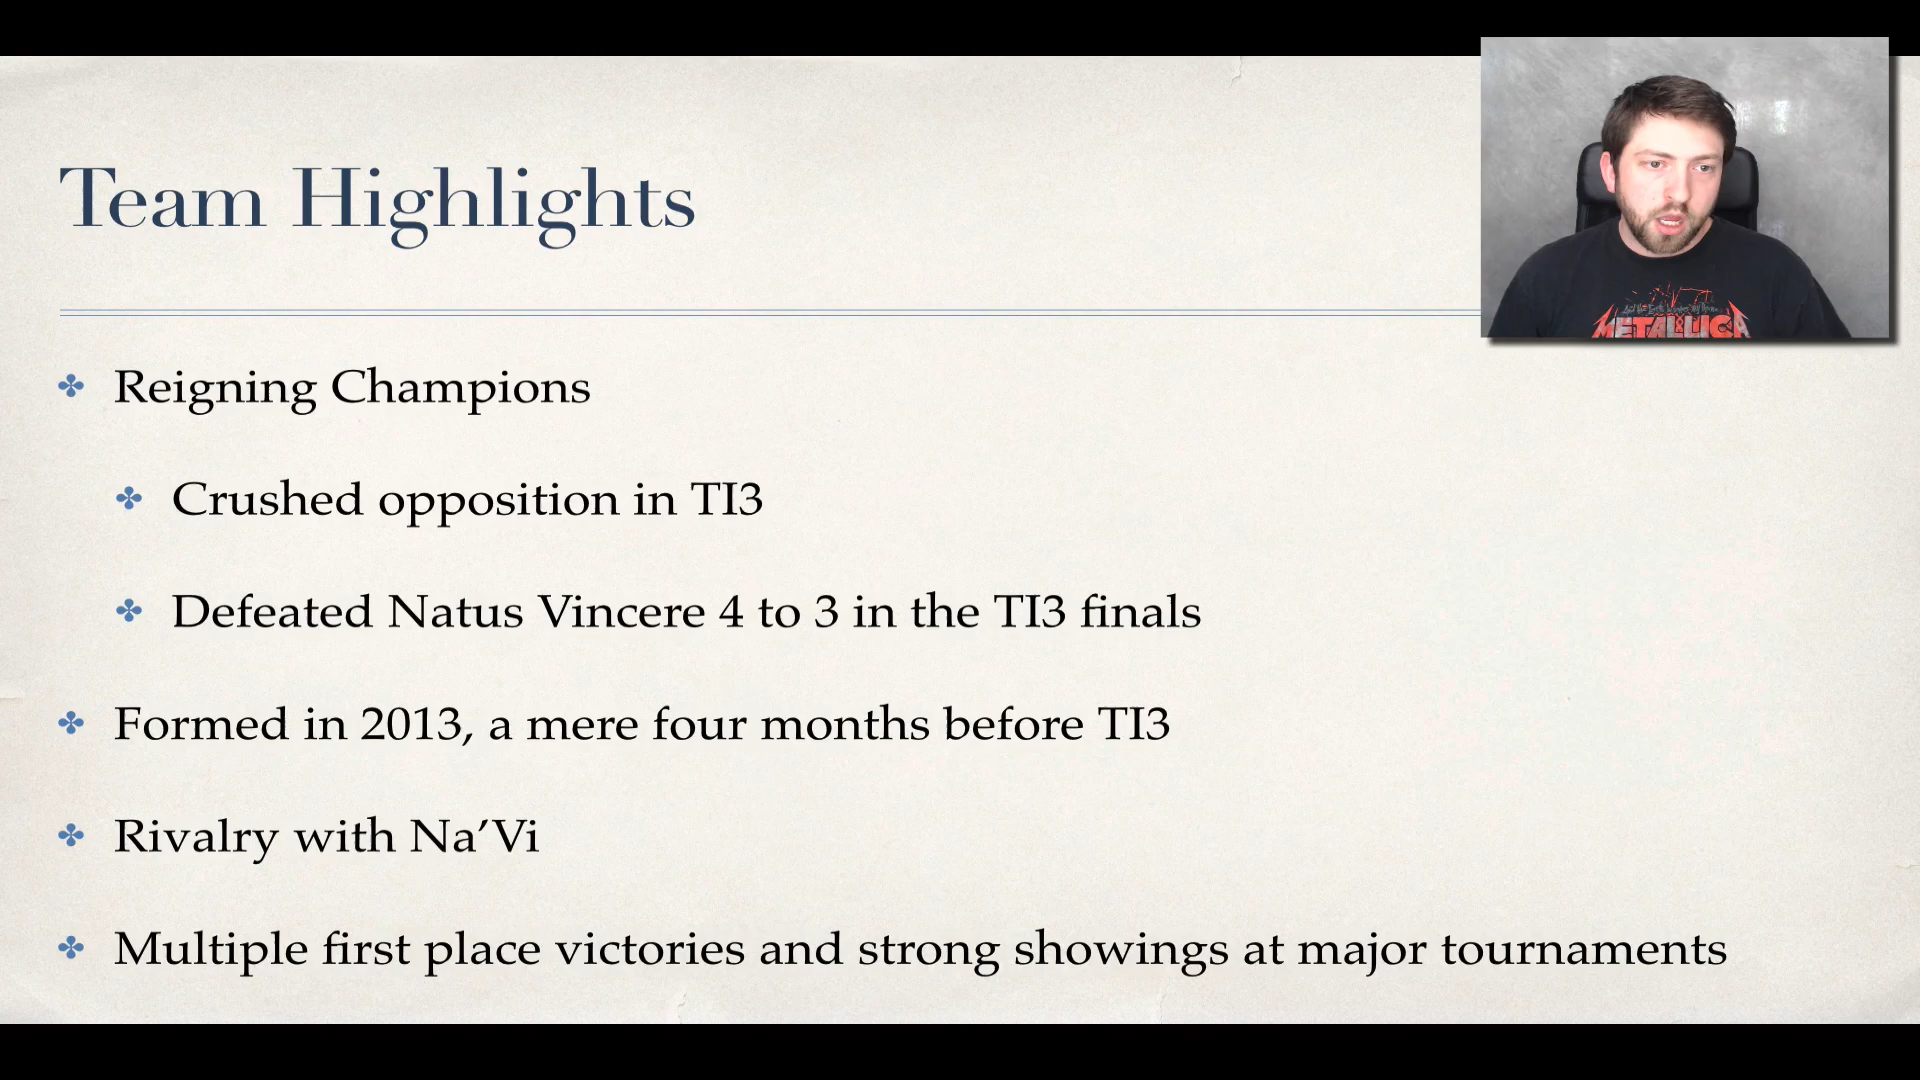 Team Highlights
Reigning Champions
Crushed opposition in TI3
Defeated Natus Vincere 4 to 3 in the TI3 finals
Formed in 2013, a mere four months before TI3
Rivalry with Na’Vi
Multiple first place victories and strong showings at major tournaments
METALLICA